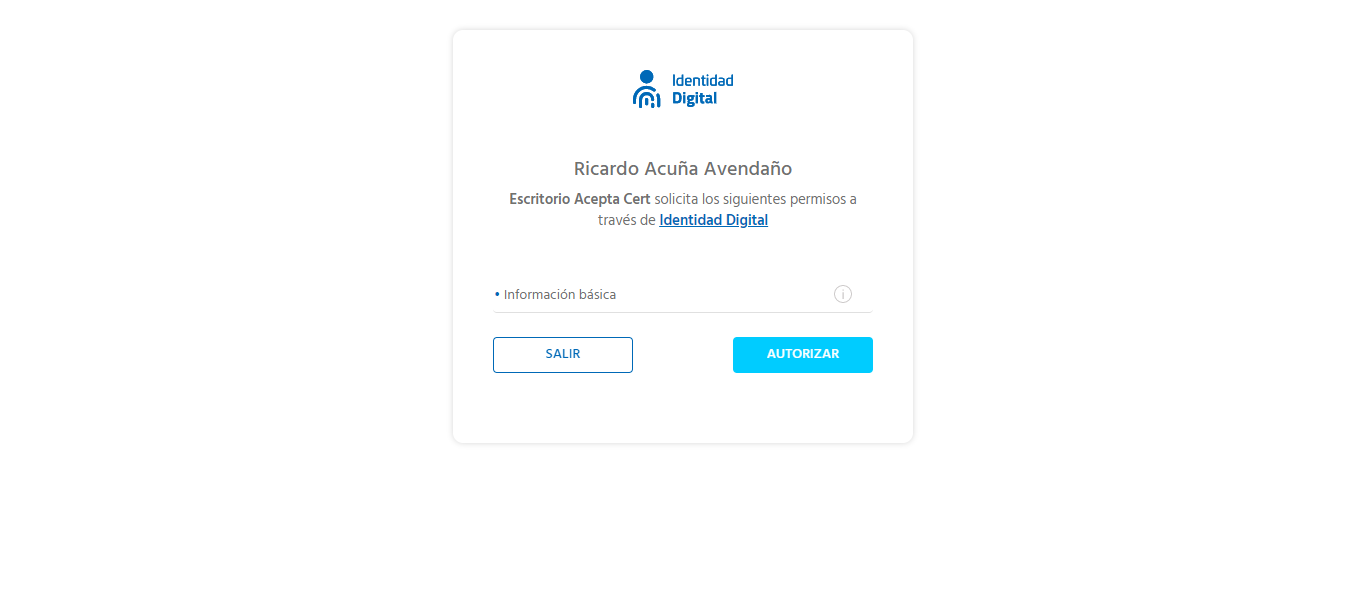 Identidad
Digital
Ricardo Acuña Avendaño
Escritorio Acepta Cert solicita los siguientes permisos a
través de Identidad Digital
• Información básica
SALIR
AUTORIZAR